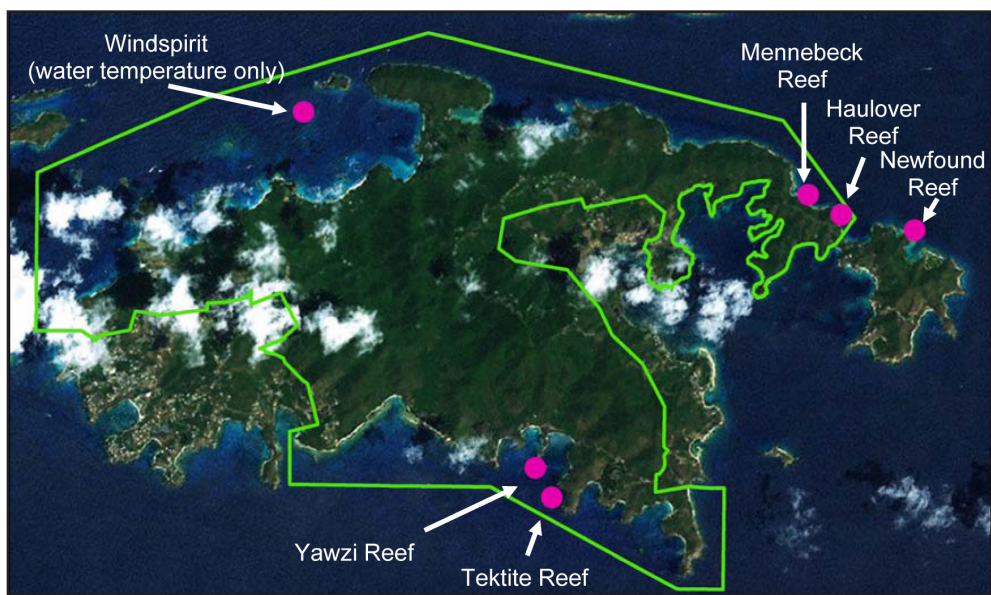 Windspirit
(water temperature only)
Mennebeck
Reef
Haulover
Reef
Newfound
Reef
Yawzi Reef
Tektite Reef